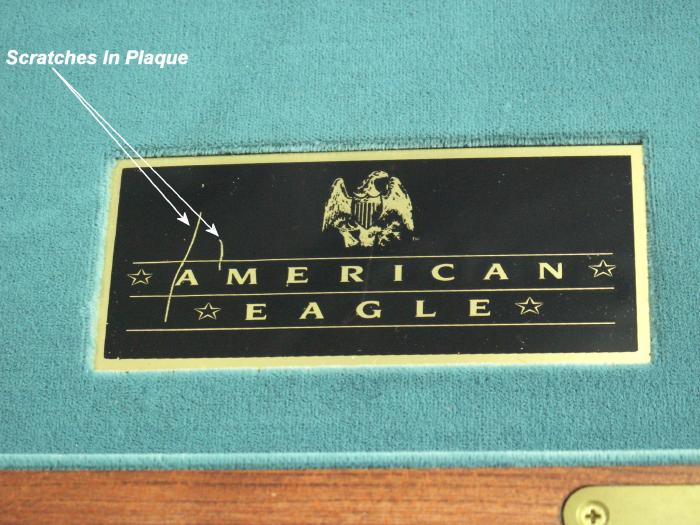 Scratches In Plaque
AMERICAN
EAGLE